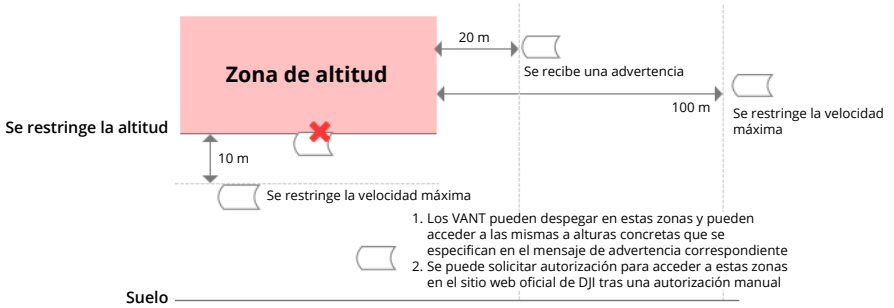 20 m
Zona de altitud
Se recibe una advertencia
100 m
Se restringe la velocidad
máxima
Se restringe la altitud
10 m
Se restringe la velocidad máxima
1. Los VANT pueden despegar en estas zonas y pueden
acceder a las mismas a alturas concretas que se
especifican en el mensaje de advertencia correspondiente
2. Se puede solicitar autorización para acceder a estas zonas
en el sitio web oficial de DJI tras una autorización manual
Suelo